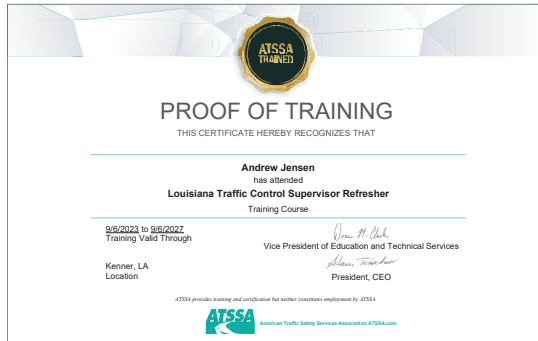 ATSSA
TRAINED
PROOF OF TRAINING
THIS CERTIFICATE HEREBY RECOGNIZES THAT
Andrew Jensen
has attended
Louisiana Traffic Control Supervisor Refresher
Training Course
9/6/2023 to 9/6/2027
Training Valid Through
Vice President of Education and Technical Services
Kenner, LA
Location
President, CEO
ATSSA provides training and certification but neither constitutes employment by ATSSA
ATSSA
American Traffic Safety Services Association ATSSA.com